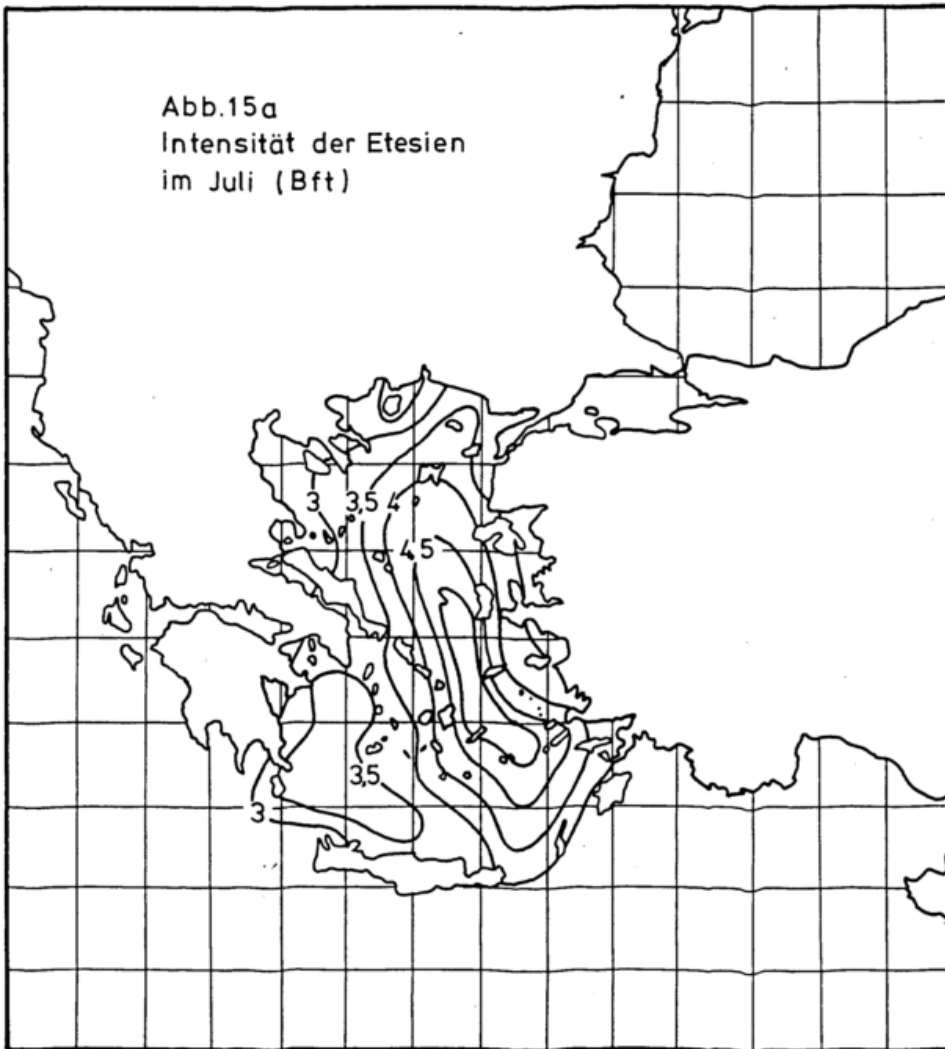 Abb.15a
Intensität der Etesien
im Juli (Bft)
3 3,5 4
4,5
3,5
3